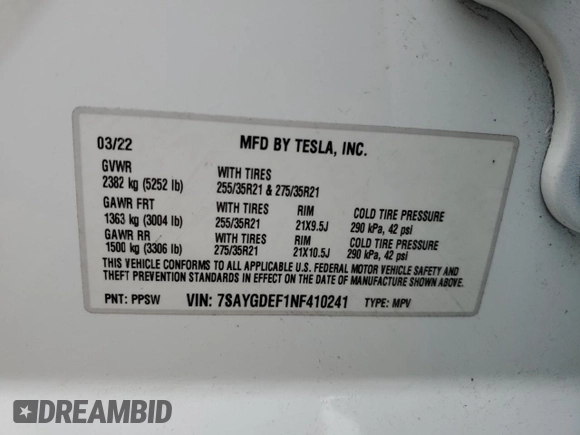 03/22 MFD BY TESLA, INC.
GVWR WITH TIRES
2382 kg (5252 lb) 255/35R21 & 275/35R21
GAWR FRT WITH TIRES RIM COLD TIRE PRESSURE
1363 kg (3004 lb) 255/35R21 21X9.5J 290 kPa, 42 psi
GAWR RR WITH TIRES RIM COLD TIRE PRESSURE
1500 kg (3306 lb) 275/35R21 21X10.5J 290 kPa, 42 psi
THIS VEHICLE CONFORMS TO ALL APPLICABLE U.S. FEDERAL MOTOR VEHICLE SAFETY AND
THEFT PREVENTION STANDARDS IN EFFECT ON THE DATE OF MANUFACTURE SHOWN ABOVE.
PNT: PPSW VIN: 7SAYGDEF1NF410241 TYPE: MPV
DREAMBID